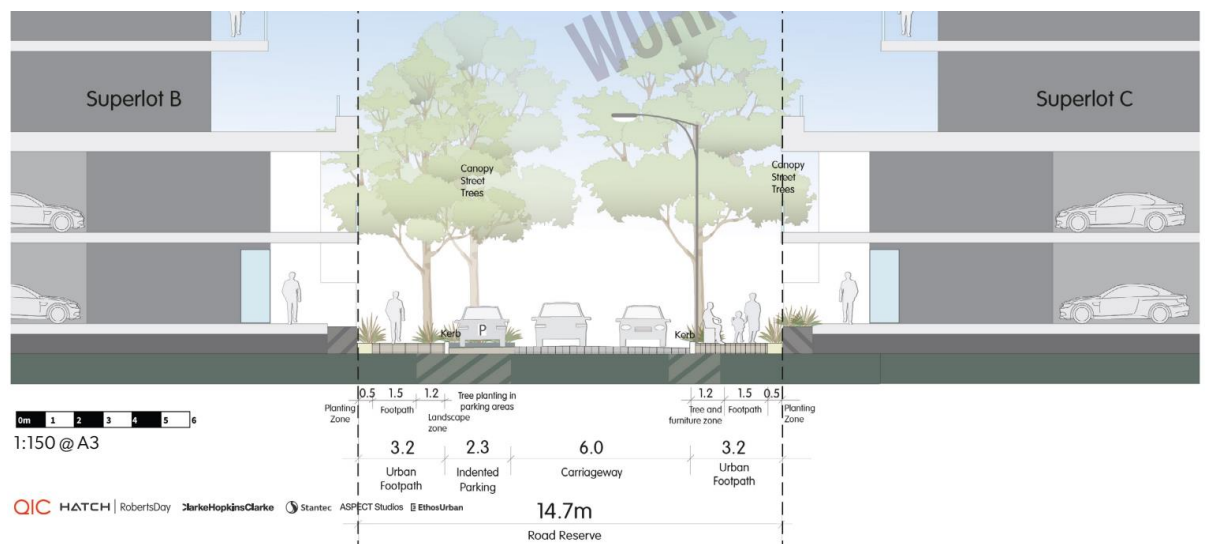 WORK
Superlot B
Superlot C
Canopy
Street
Trees
Canopy
Street
Trees
Kerb
P
Kerb
0.5 1.5 1.2
Planting
Zone
Footpath
Landscape
zone
Tree planting in
parking areas
1.2 1.5 0.5
Tree and
furniture zone
Footpath
Planting
Zone
0m 1 2 3 4 5 6
1:150 @ A3
3.2
Urban
Footpath
2.3
Indented
Parking
6.0
Carriageway
3.2
Urban
Footpath
QIC HATCH | RobertsDay ClarkeHopkinsClarke Stantec ASPECT Studios EthosUrban
14.7m
Road Reserve